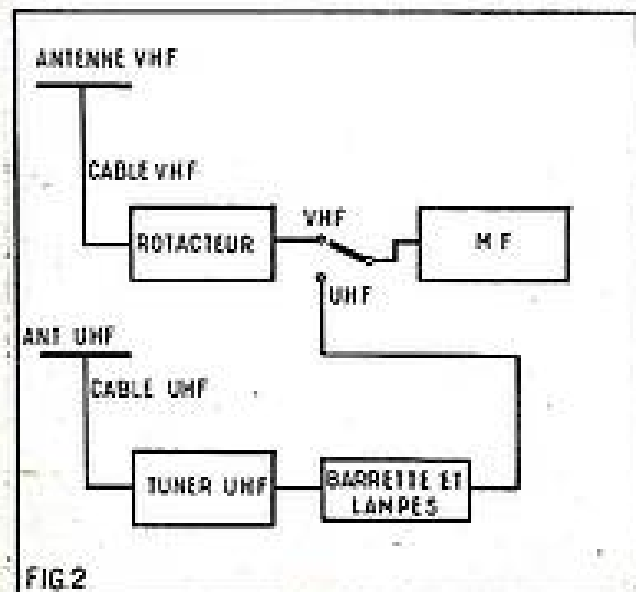 ANTENNE VHF
CABLE VHF
ROTACTEUR
VHF
MF
UHF
ANT UHF
CABLE UHF
TUNER UHF
BARRETTE ET
LAMPES
FIG.2